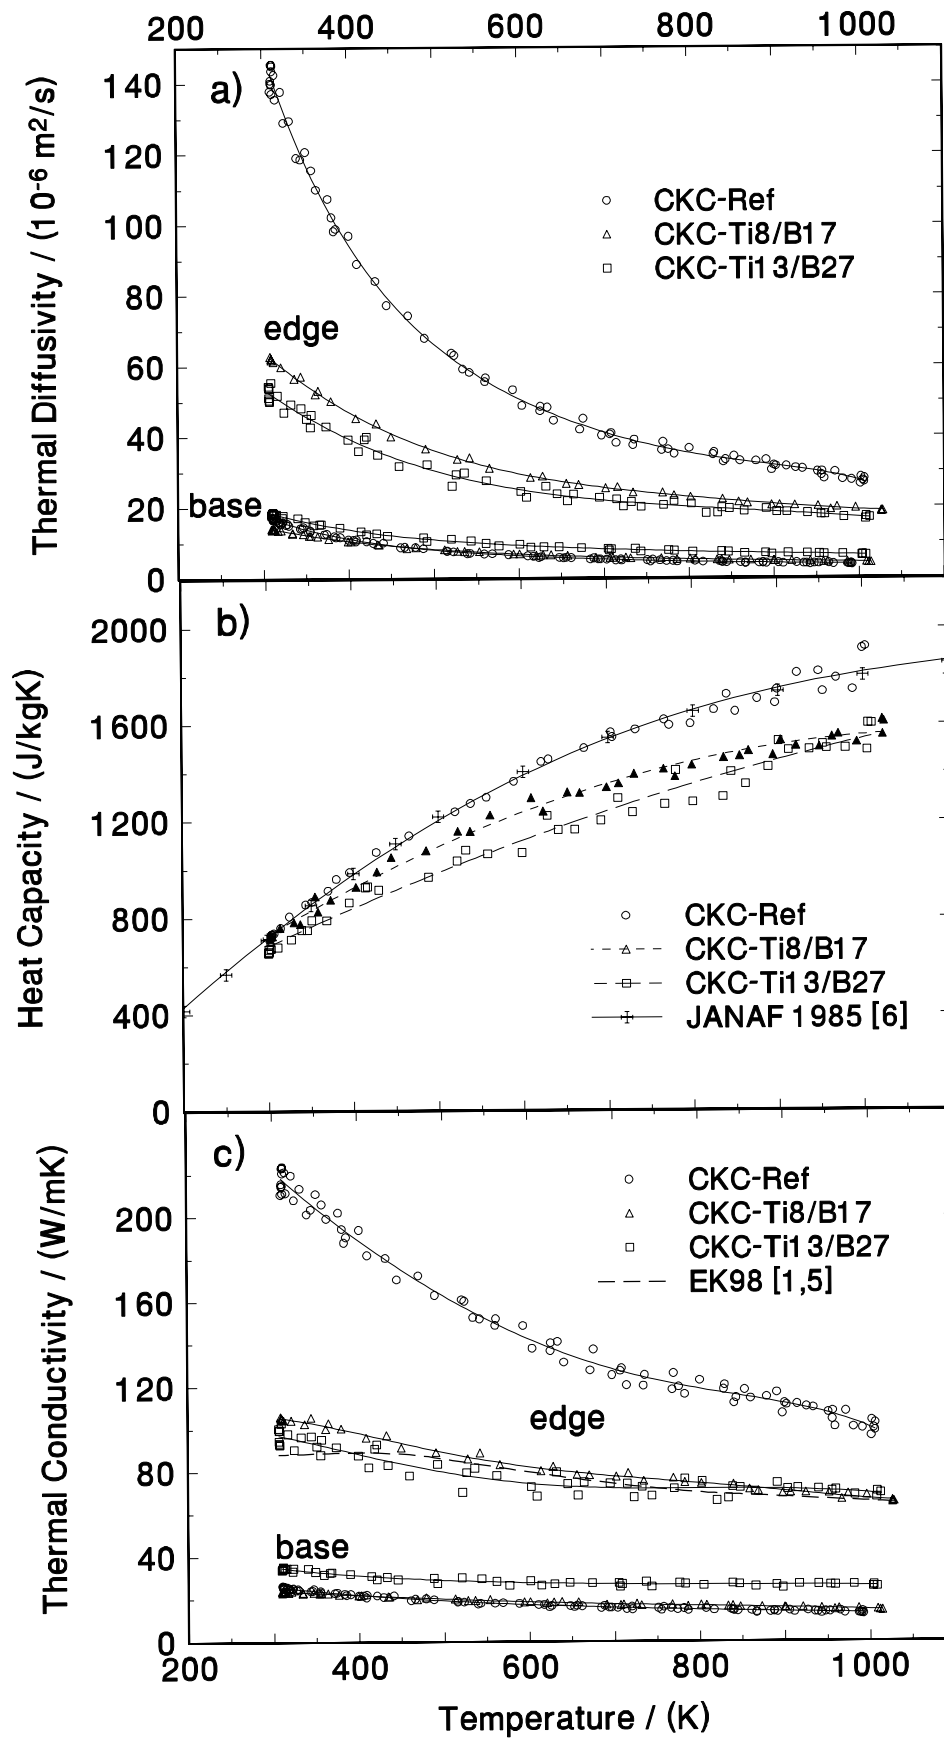 200 400 600 800 1000
a)
140
120
100
80
60
40
20
0
Thermal Diffusivity / (10-6 m2/s)
CKC-Ref
CKC-Ti8/B17
CKC-Ti13/B27
edge
base
b)
2000
1600
1200
800
400
0
Heat Capacity / (J/kgK)
CKC-Ref
CKC-Ti8/B17
CKC-Ti13/B27
JANAF 1985 [6]
c)
200
160
120
80
40
0
Thermal Conductivity / (W/mK)
CKC-Ref
CKC-Ti8/B17
CKC-Ti13/B27
EK98 [1,5]
edge
base
200 400 600 800 1000
Temperature / (K)